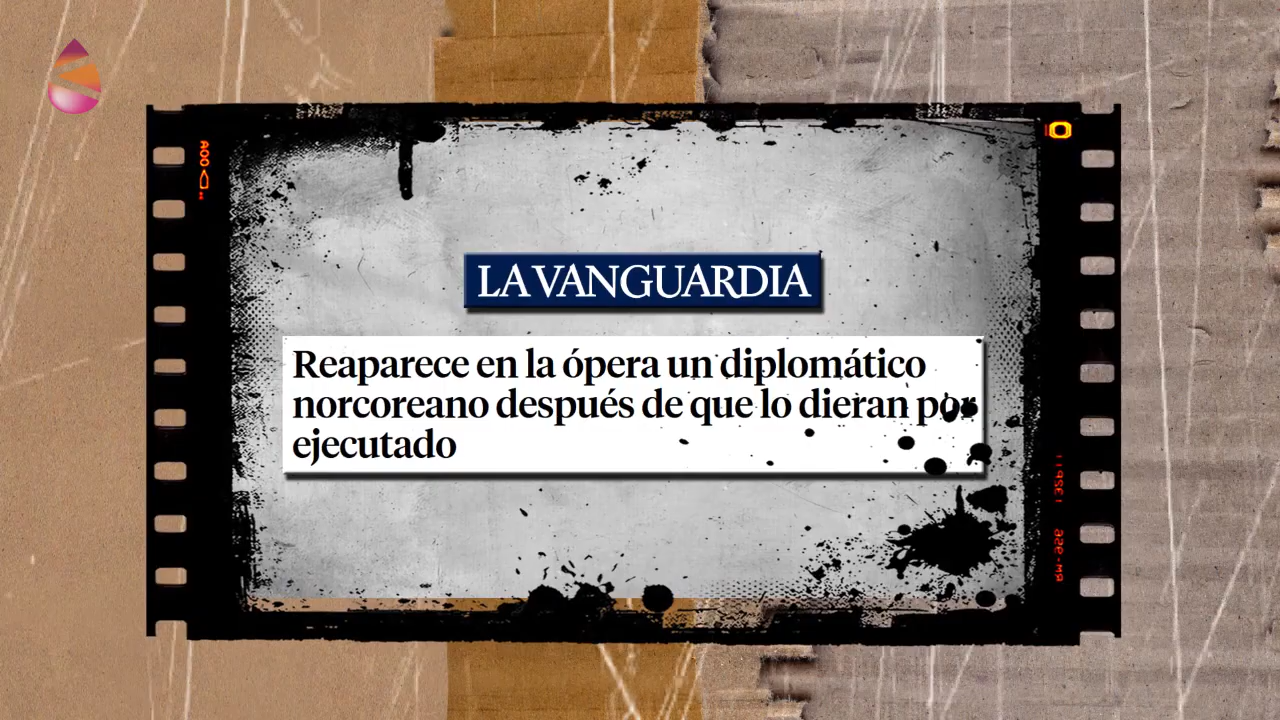 LA VANGUARDIA
Reaparece en la ópera un diplomático
norcoreano después de que lo dieran por
ejecutado